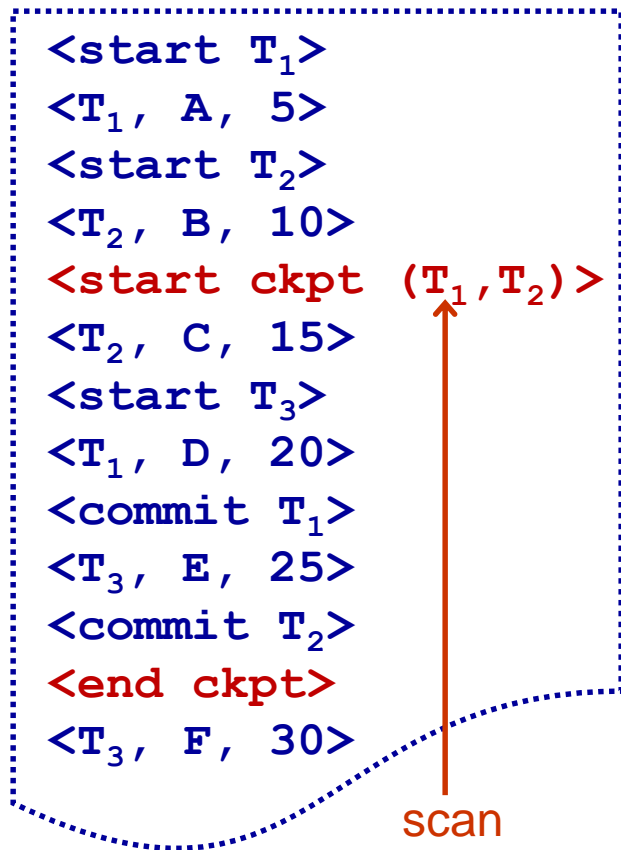 <start T₁>
<T₁, A, 5>
<start T₂>
<T₂, B, 10>
<start ckpt (T₁,T₂)>
<T₂, C, 15>
<start T₃>
<T₁, D, 20>
<commit T₁>
<T₃, E, 25>
<commit T₂>
<end ckpt>
<T₃, F, 30>
scan